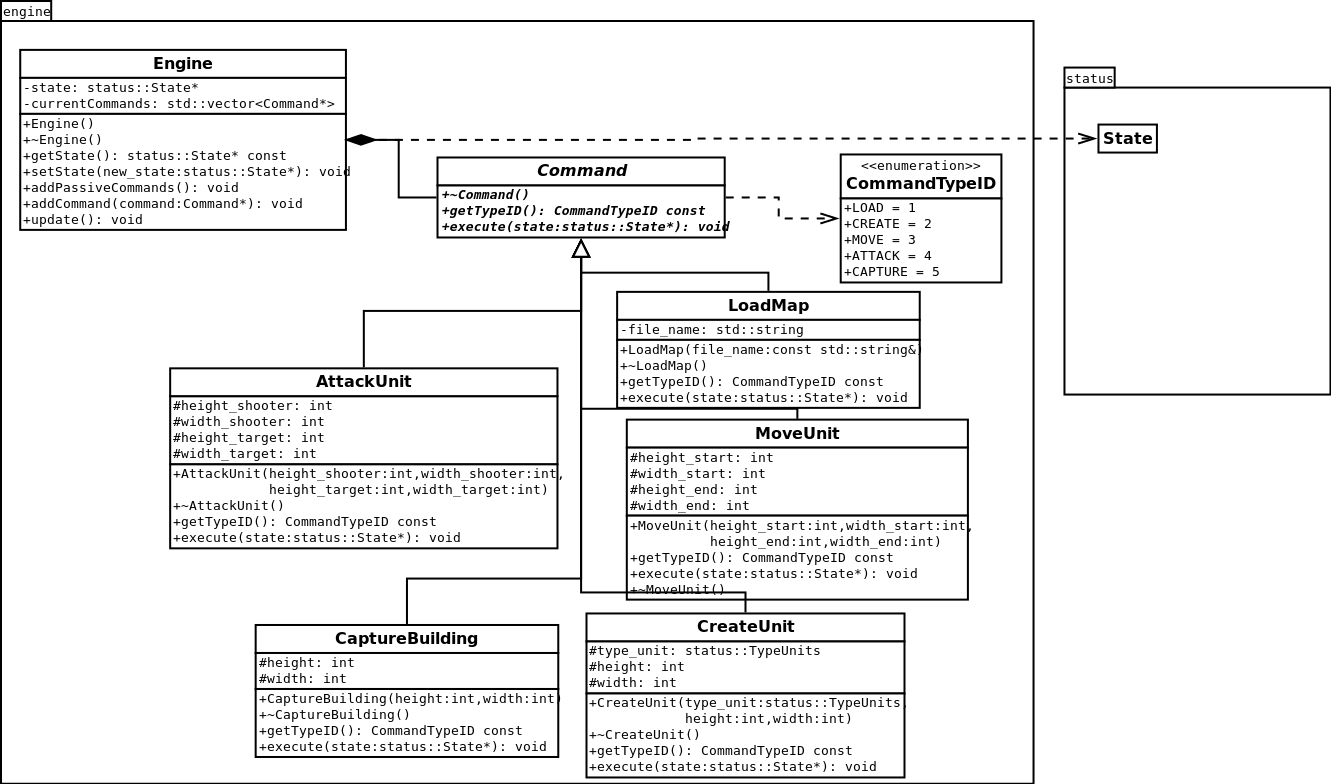 engine
Engine
-state: status::State*
-currentCommands: std::vector<Command*>
+Engine()
+~Engine()
+getState(): status::State* const
+setState(new_state:status::State*): void
+addPassiveCommands(): void
+addCommand(command:Command*): void
+update(): void
status
State
Command
+~Command()
+getTypeID(): CommandTypeID const
+execute(state:status::State*): void
<<enumeration>>
CommandTypeID
+LOAD = 1
+CREATE = 2
+MOVE = 3
+ATTACK = 4
+CAPTURE = 5
LoadMap
-file_name: std::string
+LoadMap(file_name:const std::string&)
+~LoadMap()
+getTypeID(): CommandTypeID const
+execute(state:status::State*): void
AttackUnit
#height_shooter: int
#width_shooter: int
#height_target: int
#width_target: int
+AttackUnit(height_shooter:int,width_shooter:int,
height_target:int,width_target:int)
+~AttackUnit()
+getTypeID(): CommandTypeID const
+execute(state:status::State*): void
MoveUnit
#height_start: int
#width_start: int
#height_end: int
#width_end: int
+MoveUnit(height_start:int,width_start:int,
height_end:int,width_end:int)
+getTypeID(): CommandTypeID const
+execute(state:status::State*): void
+~MoveUnit()
CaptureBuilding
#height: int
#width: int
+CaptureBuilding(height:int,width:int)
+~CaptureBuilding()
+getTypeID(): CommandTypeID const
+execute(state:status::State*): void
CreateUnit
#type_unit: status::TypeUnits
#height: int
#width: int
+CreateUnit(type_unit:status::TypeUnits,
height:int,width:int)
+~CreateUnit()
+getTypeID(): CommandTypeID const
+execute(state:status::State*): void